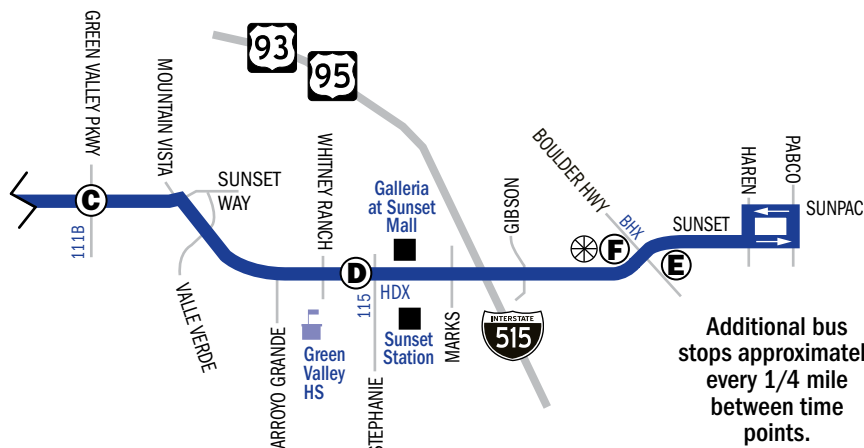 GREEN VALLEY PKWY
MOUNTAIN VISTA
93
95
SUNSET
WAY
WHITNEY RANCH
Galleria
at Sunset
Mall
GIBSON
BOULDER HWY
BHX
HAREN
PABCO
SUNPAC
SUNSET
C
111B
VALLE VERDE
D
F
E
ARROYO GRANDE
Green
Valley
HS
115
HDX
STEPHANIE
Sunset
Station
MARKS
INTERSTATE
515
Additional bus
stops approximatel
every 1/4 mile
between time
points.